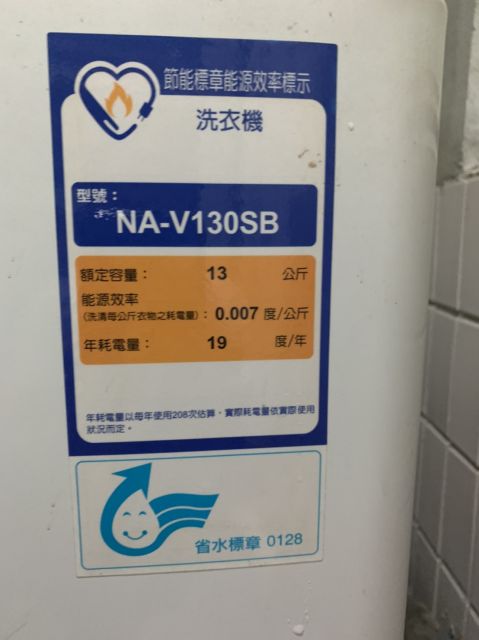 節能標章能源效率標示
洗衣機
型號：
NA-V130SB
額定容量： 13 公斤
能源效率
(洗清每公斤衣物之耗電量)： 0.007 度/公斤
年耗電量： 19 度/年
年耗電量以每年使用208次估算，實際耗電量依實際使用
狀況而定。
省水標章 0128